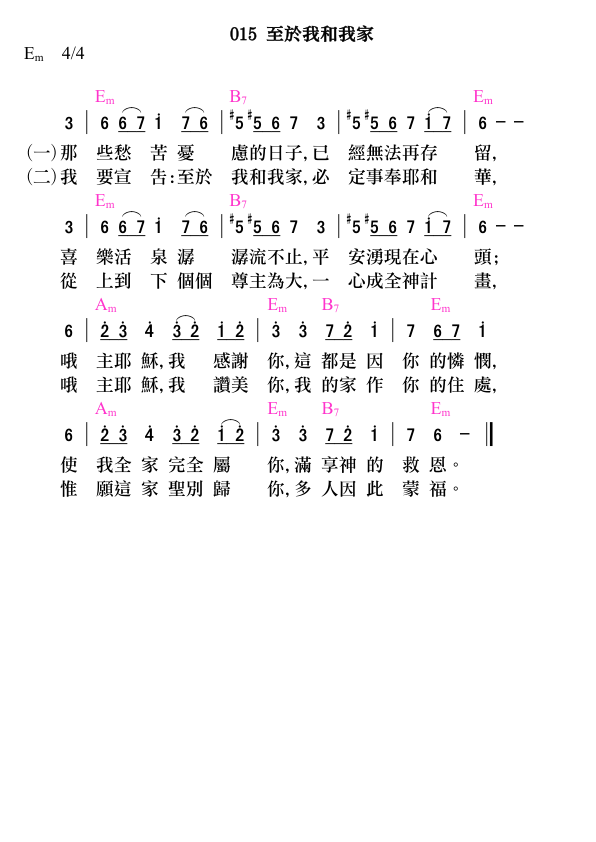 015 至於我和我家
Em 4/4
Em B7 Em
3 | 6 6 7 i 7 6 | #5 #5 6 7 3 | #5 #5 6 7 i 7 | 6 – –
(一)那 些愁 苦 憂 慮的日子,已 經無法再存 留,
(二)我 要宣 告:至於 我和我家,必 定事奉耶和 華,
Em B7 Em
3 | 6 6 7 i 7 6 | #5 #5 6 7 3 | #5 #5 6 7 i 7 | 6 – –
喜 樂活 泉 潺 潺流不止,平 安湧現在心 頭;
從 上到 下 個個 尊主為大,一 心成全神計 畫,
Am Em B7 Em
6 | 2̇ 3̇ 4̇ 3̇ 2̇ i 2̇ | 3̇ 3̇ 7 2̇ i | 7 6 7 i
哦 主耶 穌,我 感謝 你,這 都是 因 你 的憐 憫,
哦 主耶 穌,我 讚美 你,我 的家 作 你 的住 處,
Am Em B7 Em
6 | 2̇ 3̇ 4̇ 3̇ 2̇ i 2̇ | 3̇ 3̇ 7 2̇ i | 7 6 – ||
使 我全 家 完全 屬 你,滿 享神 的 救 恩。
惟 願這 家 聖別 歸 你,多 人因 此 蒙 福。